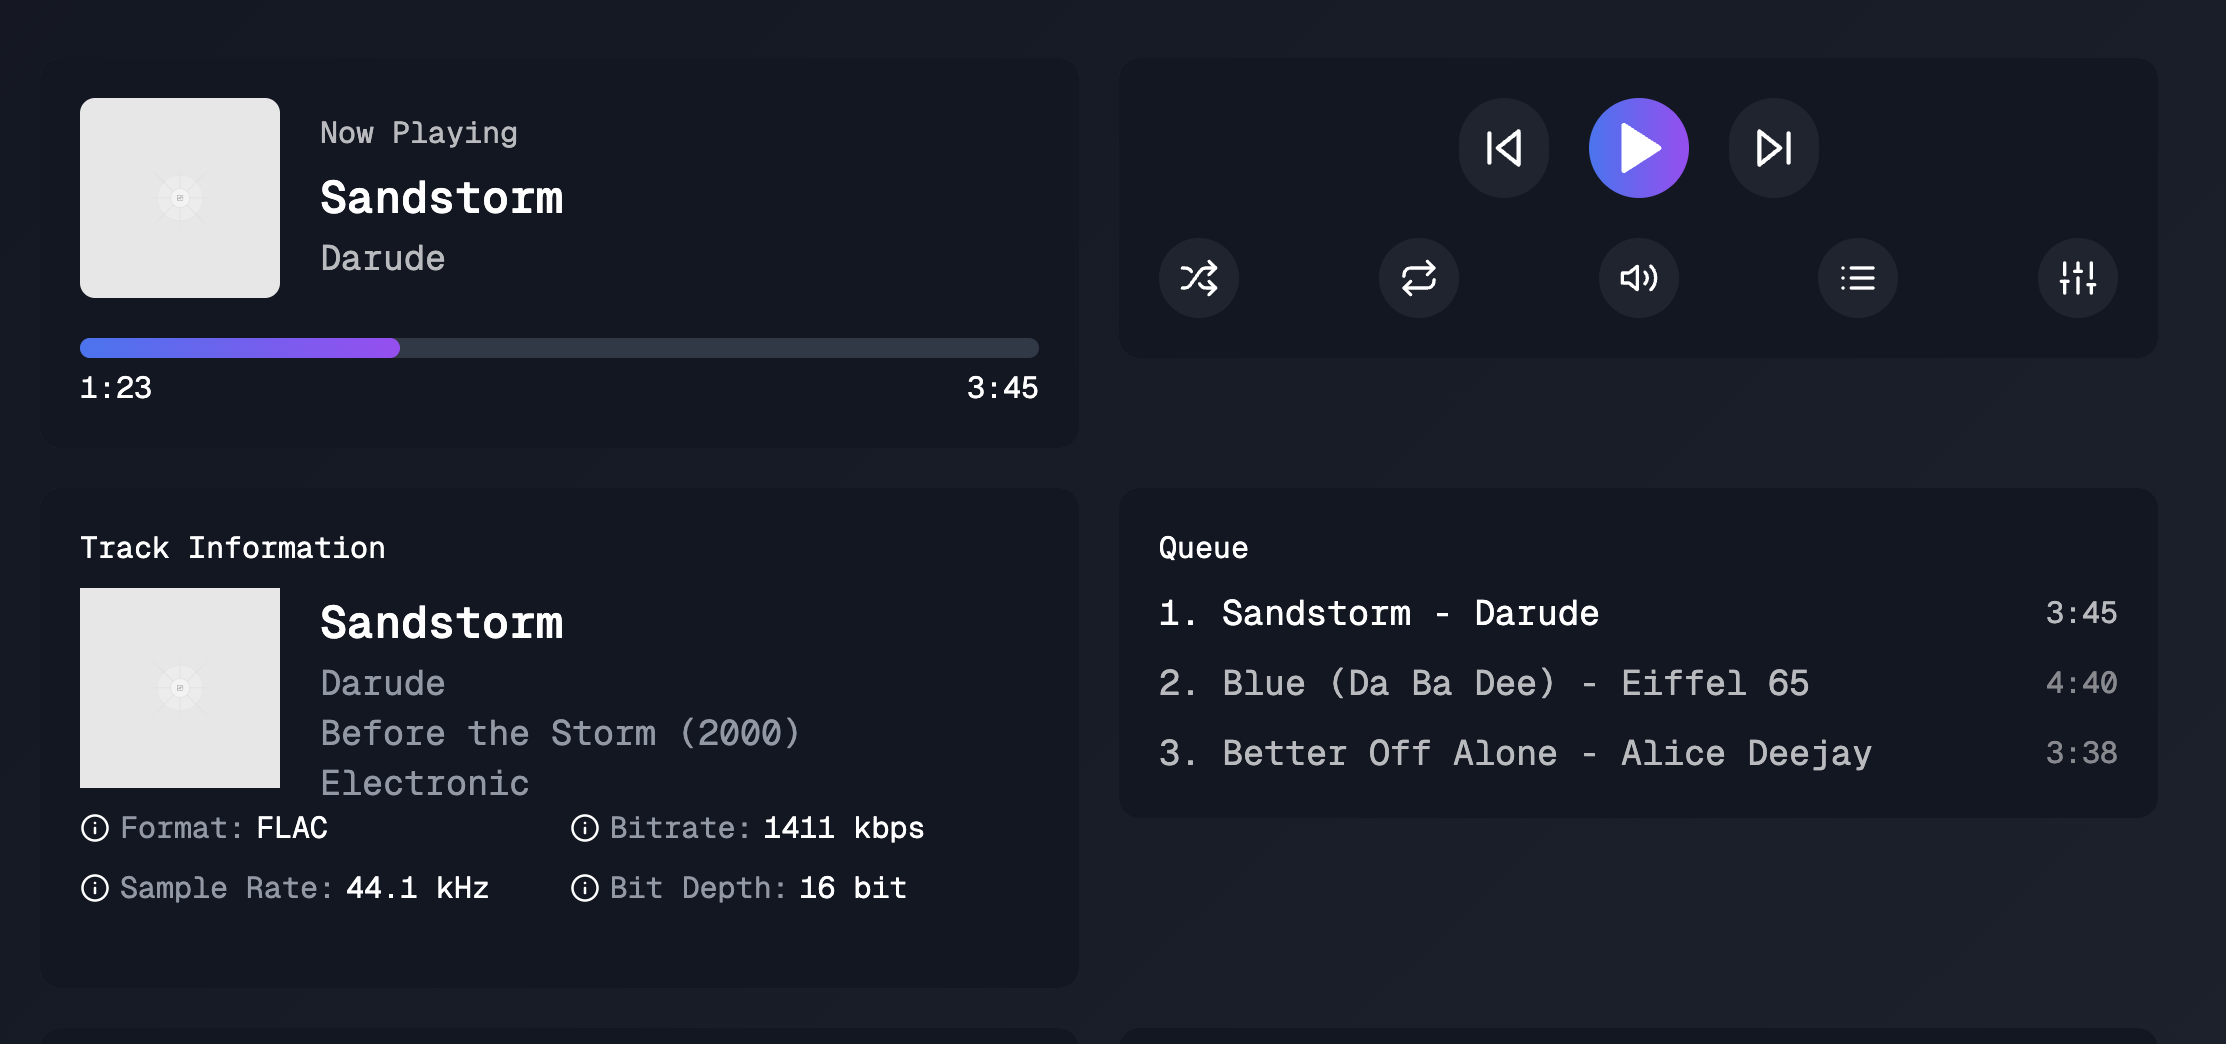 Now Playing
Sandstorm
Darude
1:23 3:45
Track Information
Sandstorm
Darude
Before the Storm (2000)
Electronic
Format: FLAC Bitrate: 1411 kbps
Sample Rate: 44.1 kHz Bit Depth: 16 bit
Queue
1. Sandstorm - Darude 3:45
2. Blue (Da Ba Dee) - Eiffel 65 4:40
3. Better Off Alone - Alice Deejay 3:38